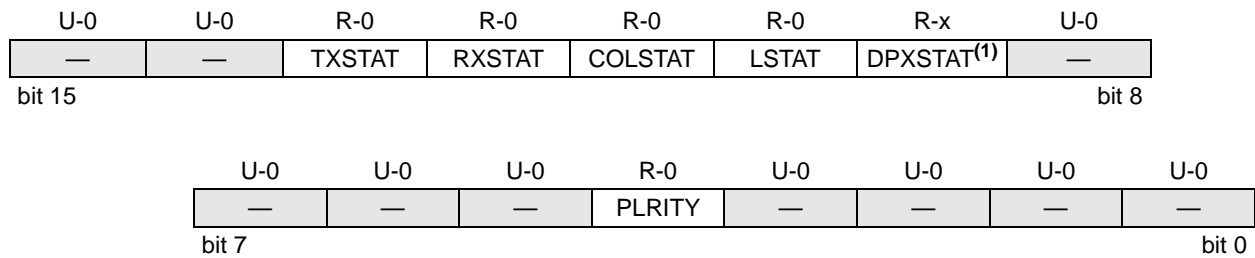 U-0 U-0 R-0 R-0 R-0 R-0 R-x U-0
— — TXSTAT RXSTAT COLSTAT LSTAT DPXSTAT(1) —
bit 15 bit 8
U-0 U-0 U-0 R-0 U-0 U-0 U-0 U-0
— — — PLRITY — — — —
bit 7 bit 0